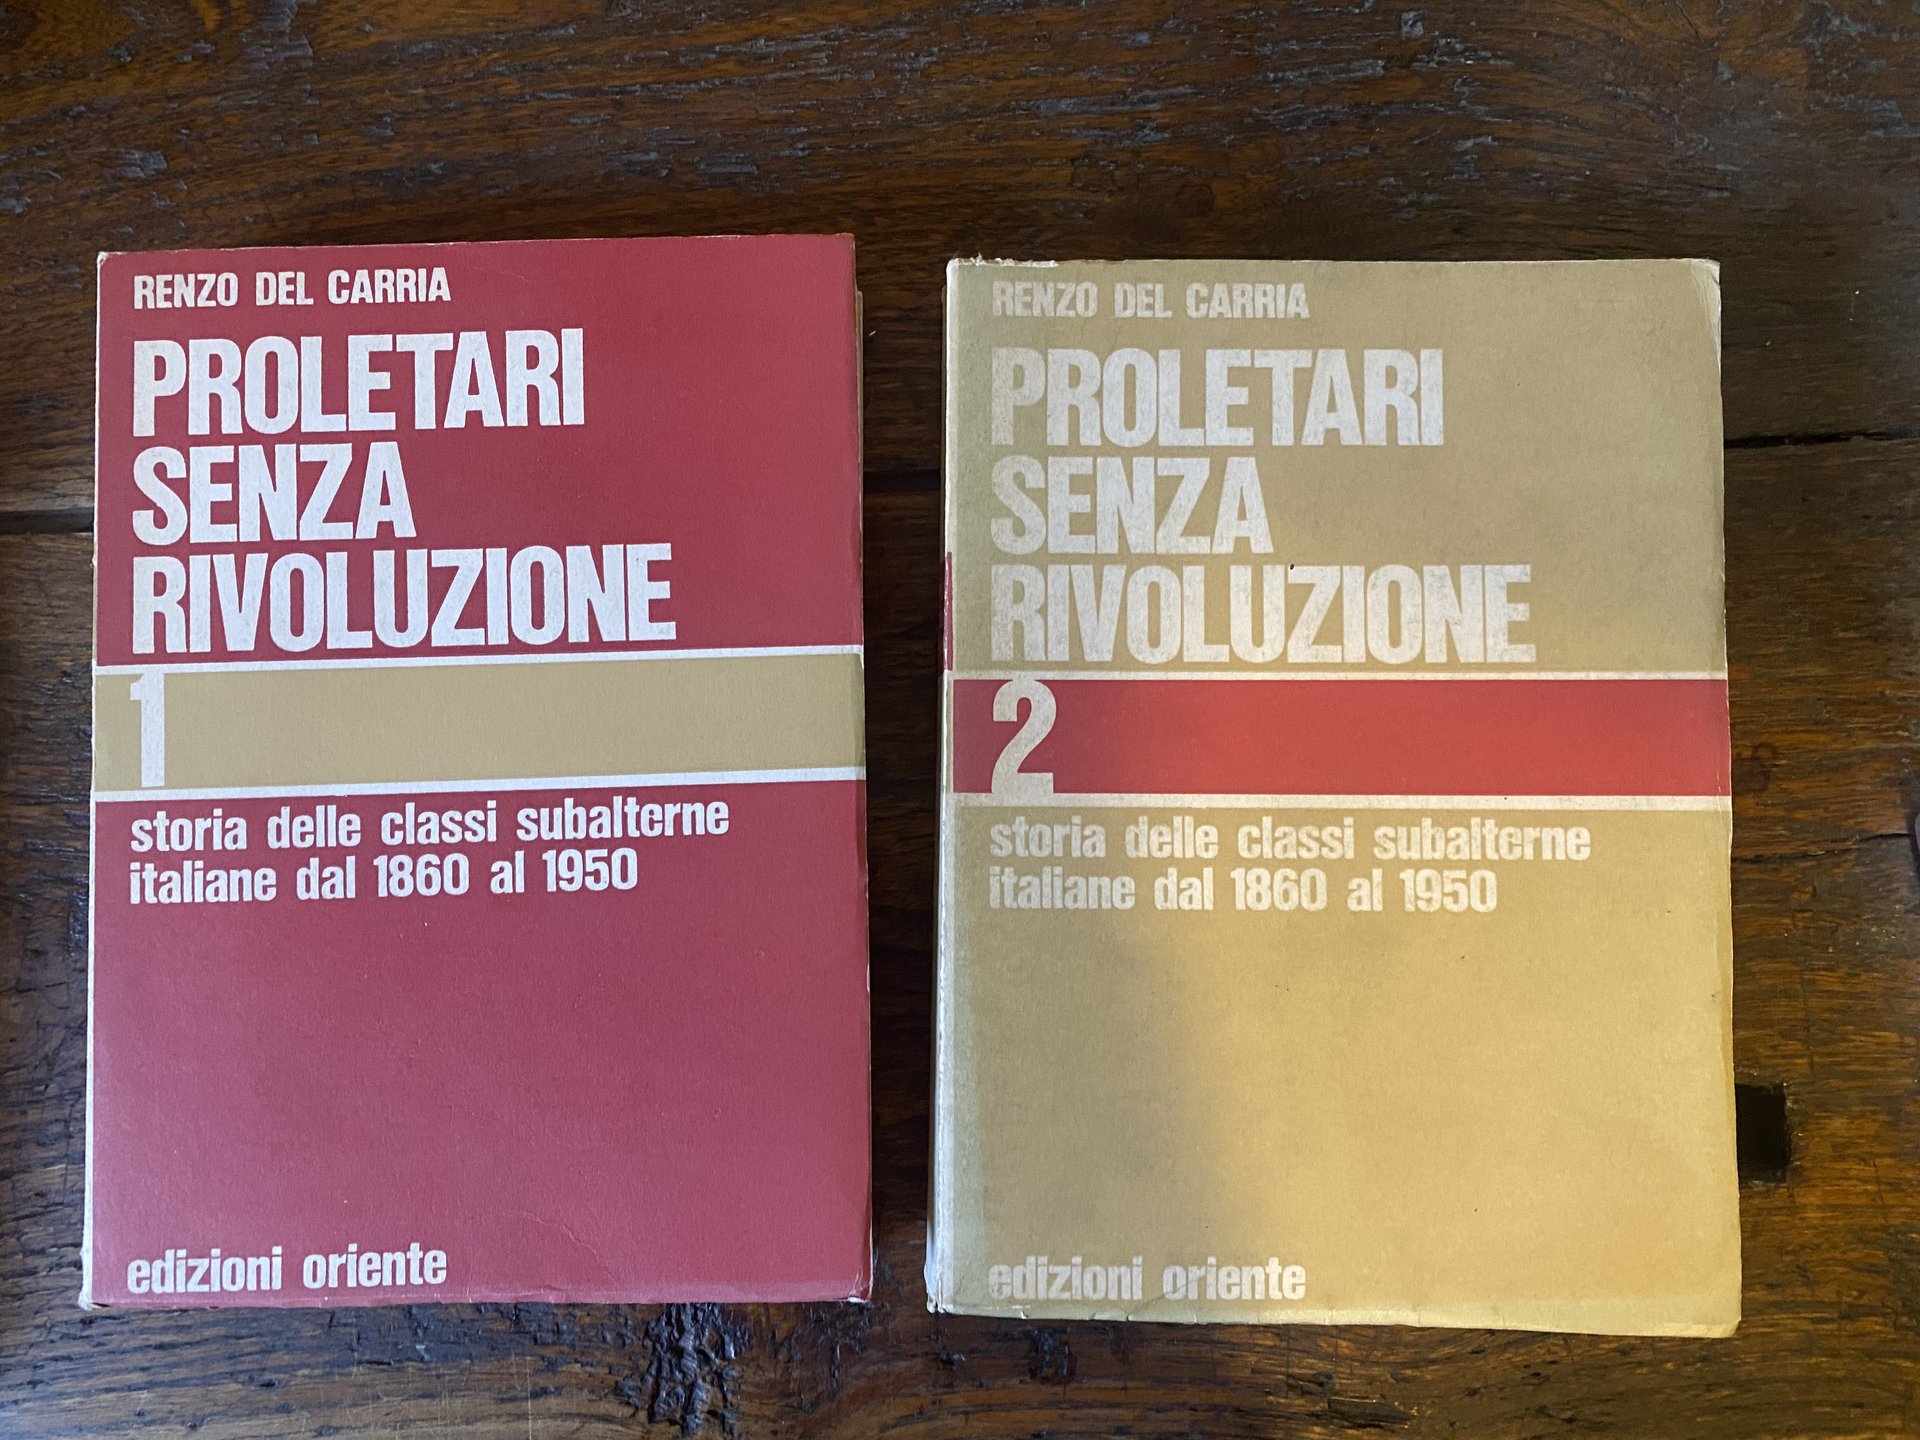 RENZO DEL CARRIA
PROLETARI
SENZA
RIVOLUZIONE
1
storia delle classi subalterne
italiane dal 1860 al 1950
edizioni oriente
RENZO DEL CARRIA
PROLETARI
SENZA
RIVOLUZIONE
2
storia delle classi subalterne
italiane dal 1860 al 1950
edizioni oriente